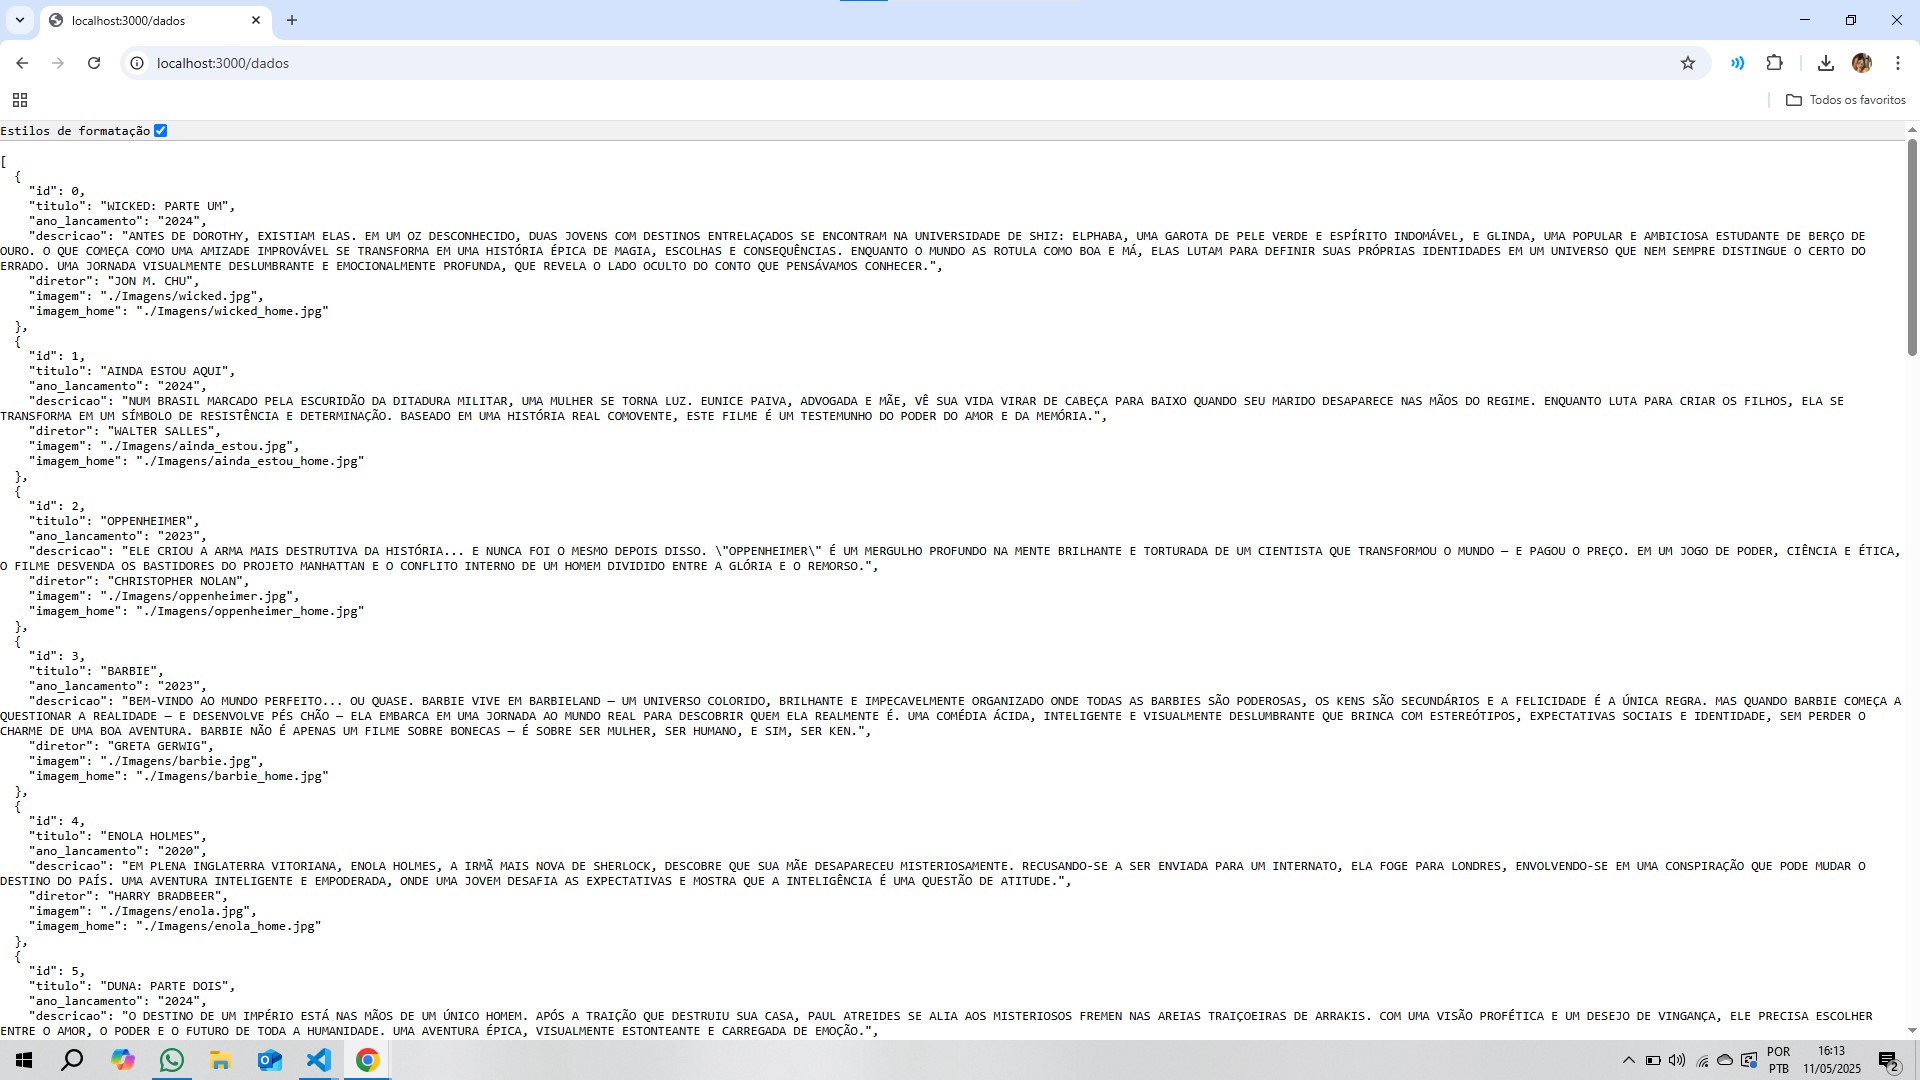 localhost:3000/dados
localhost:3000/dados
Todos os favoritos
Estilos de formatação
[
  {
    "id": 0,
    "titulo": "WICKED: PARTE UM",
    "ano_lancamento": "2024",
    "descricao": "ANTES DE DOROTHY, EXISTIAM ELAS. EM UM OZ DESCONHECIDO, DUAS JOVENS COM DESTINOS ENTRELAÇADOS SE ENCONTRAM NA UNIVERSIDADE DE SHIZ: ELPHABA, UMA GAROTA DE PELE VERDE E ESPÍRITO INDOMÁVEL, E GLINDA, UMA POPULAR E AMBICIOSA ESTUDANTE DE BERÇO DE
OURO. O QUE COMEÇA COMO UMA AMIZADE IMPROVÁVEL SE TRANSFORMA EM UMA HISTÓRIA ÉPICA DE MAGIA, ESCOLHAS E CONSEQUÊNCIAS. ENQUANTO O MUNDO AS ROTULA COMO BOA E MÁ, ELAS LUTAM PARA DEFINIR SUAS PRÓPRIAS IDENTIDADES EM UM UNIVERSO QUE NEM SEMPRE DISTINGUE O CERTO DO
ERRADO. UMA JORNADA VISUALMENTE DESLUMBRANTE E EMOCIONALMENTE PROFUNDA, QUE REVELA O LADO OCULTO DO CONTO QUE PENSÁVAMOS CONHECER.",
    "diretor": "JON M. CHU",
    "imagem": "./Imagens/wicked.jpg",
    "imagem_home": "./Imagens/wicked_home.jpg"
  },
  {
    "id": 1,
    "titulo": "AINDA ESTOU AQUI",
    "ano_lancamento": "2024",
    "descricao": "NUM BRASIL MARCADO PELA ESCURIDÃO DA DITADURA MILITAR, UMA MULHER SE TORNA LUZ. EUNICE PAIVA, ADVOGADA E MÃE, VÊ SUA VIDA VIRAR DE CABEÇA PARA BAIXO QUANDO SEU MARIDO DESAPARECE NAS MÃOS DO REGIME. ENQUANTO LUTA PARA CRIAR OS FILHOS, ELA SE
TRANSFORMA EM UM SÍMBOLO DE RESISTÊNCIA E DETERMINAÇÃO. BASEADO EM UMA HISTÓRIA REAL COMOVENTE, ESTE FILME É UM TESTEMUNHO DO PODER DO AMOR E DA MEMÓRIA.",
    "diretor": "WALTER SALLES",
    "imagem": "./Imagens/ainda_estou.jpg",
    "imagem_home": "./Imagens/ainda_estou_home.jpg"
  },
  {
    "id": 2,
    "titulo": "OPPENHEIMER",
    "ano_lancamento": "2023",
    "descricao": "ELE CRIOU A ARMA MAIS DESTRUTIVA DA HISTÓRIA... E NUNCA FOI O MESMO DEPOIS DISSO. \"OPPENHEIMER\" É UM MERGULHO PROFUNDO NA MENTE BRILHANTE E TORTURADA DE UM CIENTISTA QUE TRANSFORMOU O MUNDO — E PAGOU O PREÇO. EM UM JOGO DE PODER, CIÊNCIA E ÉTICA,
O FILME DESVENDA OS BASTIDORES DO PROJETO MANHATTAN E O CONFLITO INTERNO DE UM HOMEM DIVIDIDO ENTRE A GLÓRIA E O REMORSO.",
    "diretor": "CHRISTOPHER NOLAN",
    "imagem": "./Imagens/oppenheimer.jpg",
    "imagem_home": "./Imagens/oppenheimer_home.jpg"
  },
  {
    "id": 3,
    "titulo": "BARBIE",
    "ano_lancamento": "2023",
    "descricao": "BEM-VINDO AO MUNDO PERFEITO... OU QUASE. BARBIE VIVE EM BARBIELAND — UM UNIVERSO COLORIDO, BRILHANTE E IMPECAVELMENTE ORGANIZADO ONDE TODAS AS BARBIES SÃO PODEROSAS, OS KENS SÃO SECUNDÁRIOS E A FELICIDADE É A ÚNICA REGRA. MAS QUANDO BARBIE COMEÇA A
QUESTIONAR A REALIDADE — E DESENVOLVE PÉS CHÃO — ELA EMBARCA EM UMA JORNADA AO MUNDO REAL PARA DESCOBRIR QUEM ELA REALMENTE É. UMA COMÉDIA ÁCIDA, INTELIGENTE E VISUALMENTE DESLUMBRANTE QUE BRINCA COM ESTEREÓTIPOS, EXPECTATIVAS SOCIAIS E IDENTIDADE, SEM PERDER O
CHARME DE UMA BOA AVENTURA. BARBIE NÃO É APENAS UM FILME SOBRE BONECAS — É SOBRE SER MULHER, SER HUMANO, E SIM, SER KEN.",
    "diretor": "GRETA GERWIG",
    "imagem": "./Imagens/barbie.jpg",
    "imagem_home": "./Imagens/barbie_home.jpg"
  },
  {
    "id": 4,
    "titulo": "ENOLA HOLMES",
    "ano_lancamento": "2020",
    "descricao": "EM PLENA INGLATERRA VITORIANA, ENOLA HOLMES, A IRMÃ MAIS NOVA DE SHERLOCK, DESCOBRE QUE SUA MÃE DESAPARECEU MISTERIOSAMENTE. RECUSANDO-SE A SER ENVIADA PARA UM INTERNATO, ELA FOGE PARA LONDRES, ENVOLVENDO-SE EM UMA CONSPIRAÇÃO QUE PODE MUDAR O
DESTINO DO PAÍS. UMA AVENTURA INTELIGENTE E EMPODERADA, ONDE UMA JOVEM DESAFIA AS EXPECTATIVAS E MOSTRA QUE A INTELIGÊNCIA É UMA QUESTÃO DE ATITUDE.",
    "diretor": "HARRY BRADBEER",
    "imagem": "./Imagens/enola.jpg",
    "imagem_home": "./Imagens/enola_home.jpg"
  },
  {
    "id": 5,
    "titulo": "DUNA: PARTE DOIS",
    "ano_lancamento": "2024",
    "descricao": "O DESTINO DE UM IMPÉRIO ESTÁ NAS MÃOS DE UM ÚNICO HOMEM. APÓS A TRAIÇÃO QUE DESTRUIU SUA CASA, PAUL ATREIDES SE ALIA AOS MISTERIOSOS FREMEN NAS AREIAS TRAIÇOEIRAS DE ARRAKIS. COM UMA VISÃO PROFÉTICA E UM DESEJO DE VINGANÇA, ELE PRECISA ESCOLHER
ENTRE O AMOR, O PODER E O FUTURO DE TODA A HUMANIDADE. UMA AVENTURA ÉPICA, VISUALMENTE ESTONTEANTE E CARREGADA DE EMOÇÃO.",
POR
PTB
16:13
11/05/2025
2